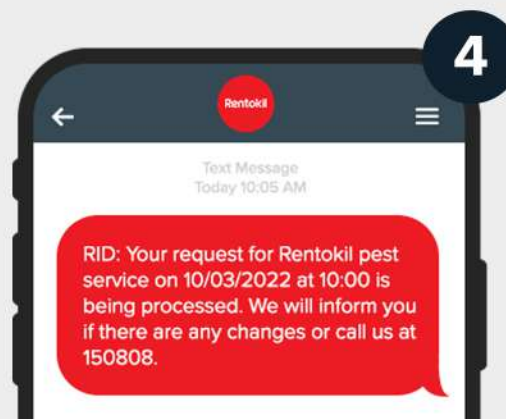 4
Rentokil
Text Message
Today 10:05 AM
RID: Your request for Rentokil pest
service on 10/03/2022 at 10:00 is
being processed. We will inform you
if there are any changes or call us at
150808.